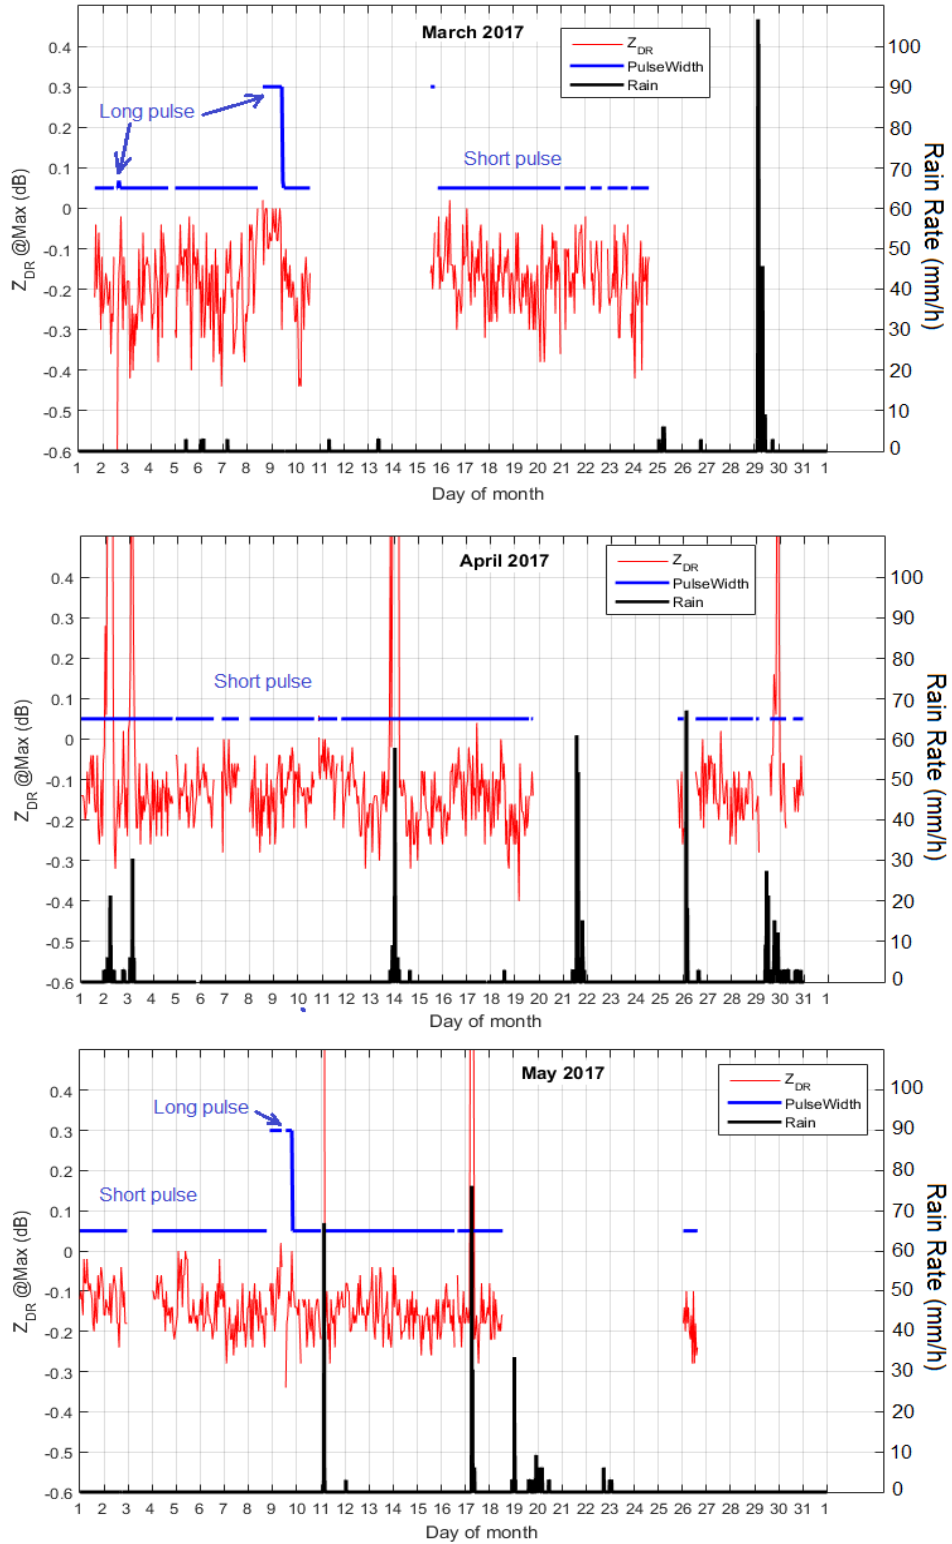 March 2017
Z_DR
PulseWidth
Rain
Long pulse
Short pulse
0.4
0.3
0.2
0.1
0
-0.1
-0.2
-0.3
-0.4
-0.5
-0.6
Z_DR @Max (dB)
100
90
80
70
60
50
40
30
20
10
0
Rain Rate (mm/h)
1 2 3 4 5 6 7 8 9 10 11 12 13 14 15 16 19 20 21 22 23 24 25 26 27 28 29 30 31 1
Day of month
April 2017
Z_DR
PulseWidth
Rain
Short pulse
0.4
0.3
0.2
0.1
0
-0.1
-0.2
-0.3
-0.4
-0.5
-0.6
Z_DR @Max (dB)
100
90
80
70
60
50
40
30
20
10
0
Rain Rate (mm/h)
1 2 3 4 5 6 7 8 9 10 11 12 13 14 15 16 17 18 20 21 22 23 24 25 26 27 28 29 30 31 1
Day of month
May 2017
Z_DR
PulseWidth
Rain
Long pulse
Short pulse
0.4
0.3
0.2
0.1
0
-0.1
-0.2
-0.3
-0.4
-0.5
-0.6
Z_DR @Max (dB)
100
90
80
70
60
50
40
30
20
10
0
Rain Rate (mm/h)
1 2 3 4 5 6 7 8 9 10 11 13 14 15 16 17 18 19 20 21 22 23 24 25 26 27 28 29 30 31 1
Day of month